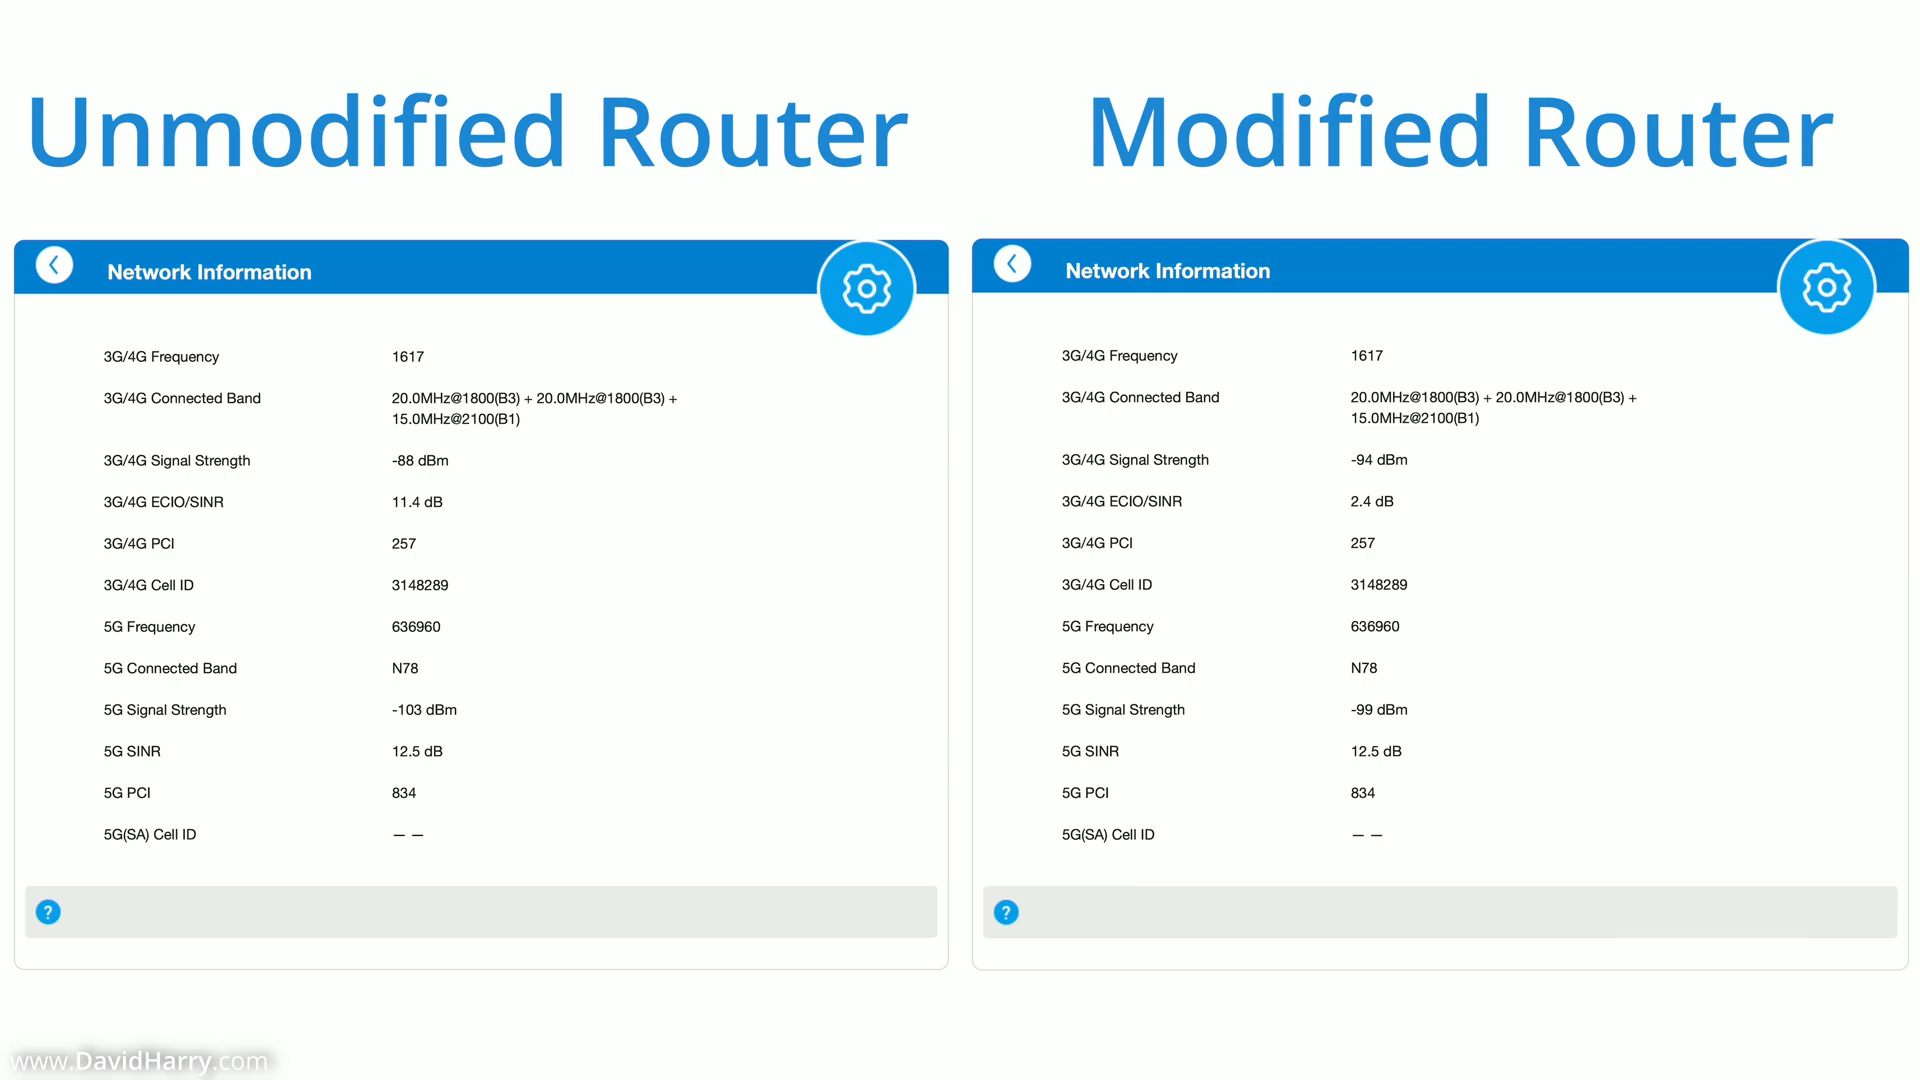 Unmodified Router
Modified Router
Network Information
3G/4G Frequency 1617
3G/4G Connected Band 20.0MHz@1800(B3) + 20.0MHz@1800(B3) +
15.0MHz@2100(B1)
3G/4G Signal Strength -88 dBm
3G/4G ECIO/SINR 11.4 dB
3G/4G PCI 257
3G/4G Cell ID 3148289
5G Frequency 636960
5G Connected Band N78
5G Signal Strength -103 dBm
5G SINR 12.5 dB
5G PCI 834
5G(SA) Cell ID — —
?
Network Information
3G/4G Frequency 1617
3G/4G Connected Band 20.0MHz@1800(B3) + 20.0MHz@1800(B3) +
15.0MHz@2100(B1)
3G/4G Signal Strength -94 dBm
3G/4G ECIO/SINR 2.4 dB
3G/4G PCI 257
3G/4G Cell ID 3148289
5G Frequency 636960
5G Connected Band N78
5G Signal Strength -99 dBm
5G SINR 12.5 dB
5G PCI 834
5G(SA) Cell ID — —
?
www.DavidHarry.com